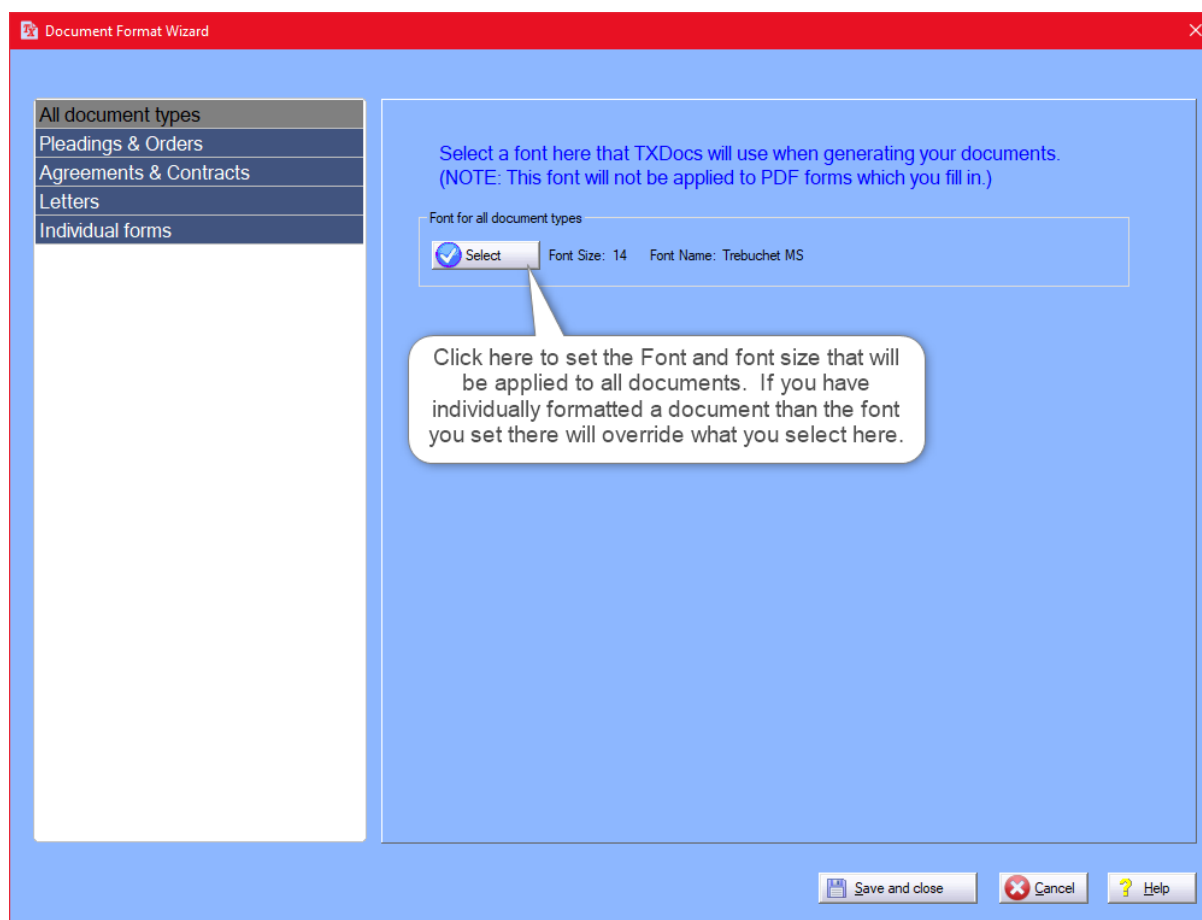 Document Format Wizard
All document types
Pleadings & Orders
Agreements & Contracts
Letters
Individual forms
Select a font here that TXDocs will use when generating your documents.
(NOTE: This font will not be applied to PDF forms which you fill in.)
Font for all document types
Select Font Size: 14 Font Name: Trebuchet MS
Click here to set the Font and font size that will
be applied to all documents. If you have
individually formatted a document than the font
you set there will override what you select here.
Save and close Cancel Help